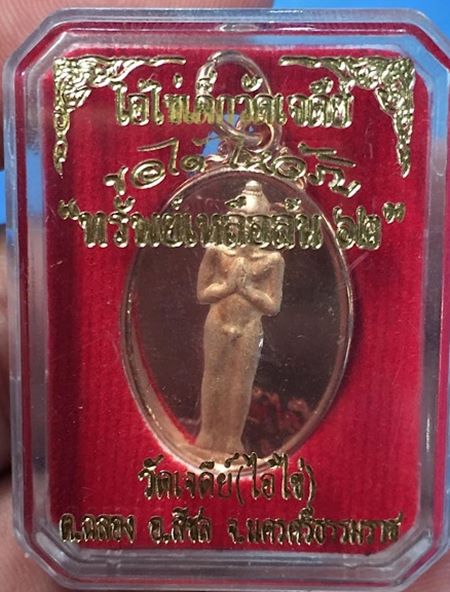 ไอ้ไข่เด็กวัดเจดีย์
ขอได้ไหว้รับ
"ทรัพย์เหลือล้น ๖๒"
วัดเจดีย์(ไอ้ไข่)
ต.ฉลอง อ.สิชล จ.นครศรีธรรมราช